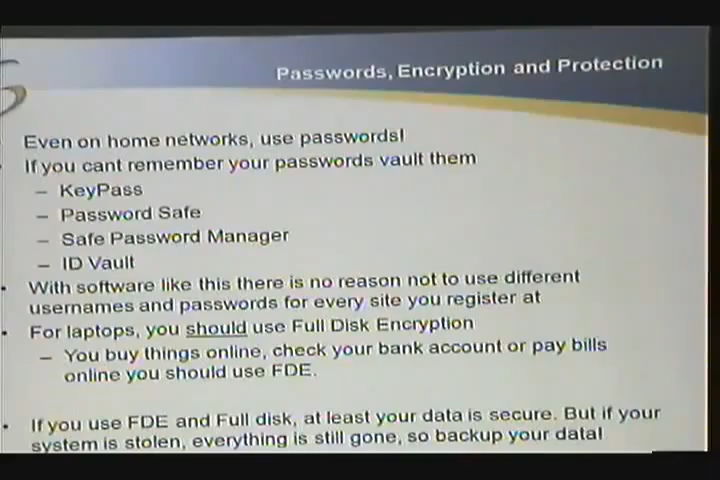 Passwords, Encryption and Protection
Even on home networks, use passwords!
If you cant remember your passwords vault them
– KeyPass
– Password Safe
– Safe Password Manager
– ID Vault
• With software like this there is no reason not to use different
usernames and passwords for every site you register at
• For laptops, you should use Full Disk Encryption
– You buy things online, check your bank account or pay bills
online you should use FDE.
• If you use FDE and Full disk, at least your data is secure. But if your
system is stolen, everything is still gone, so backup your data!